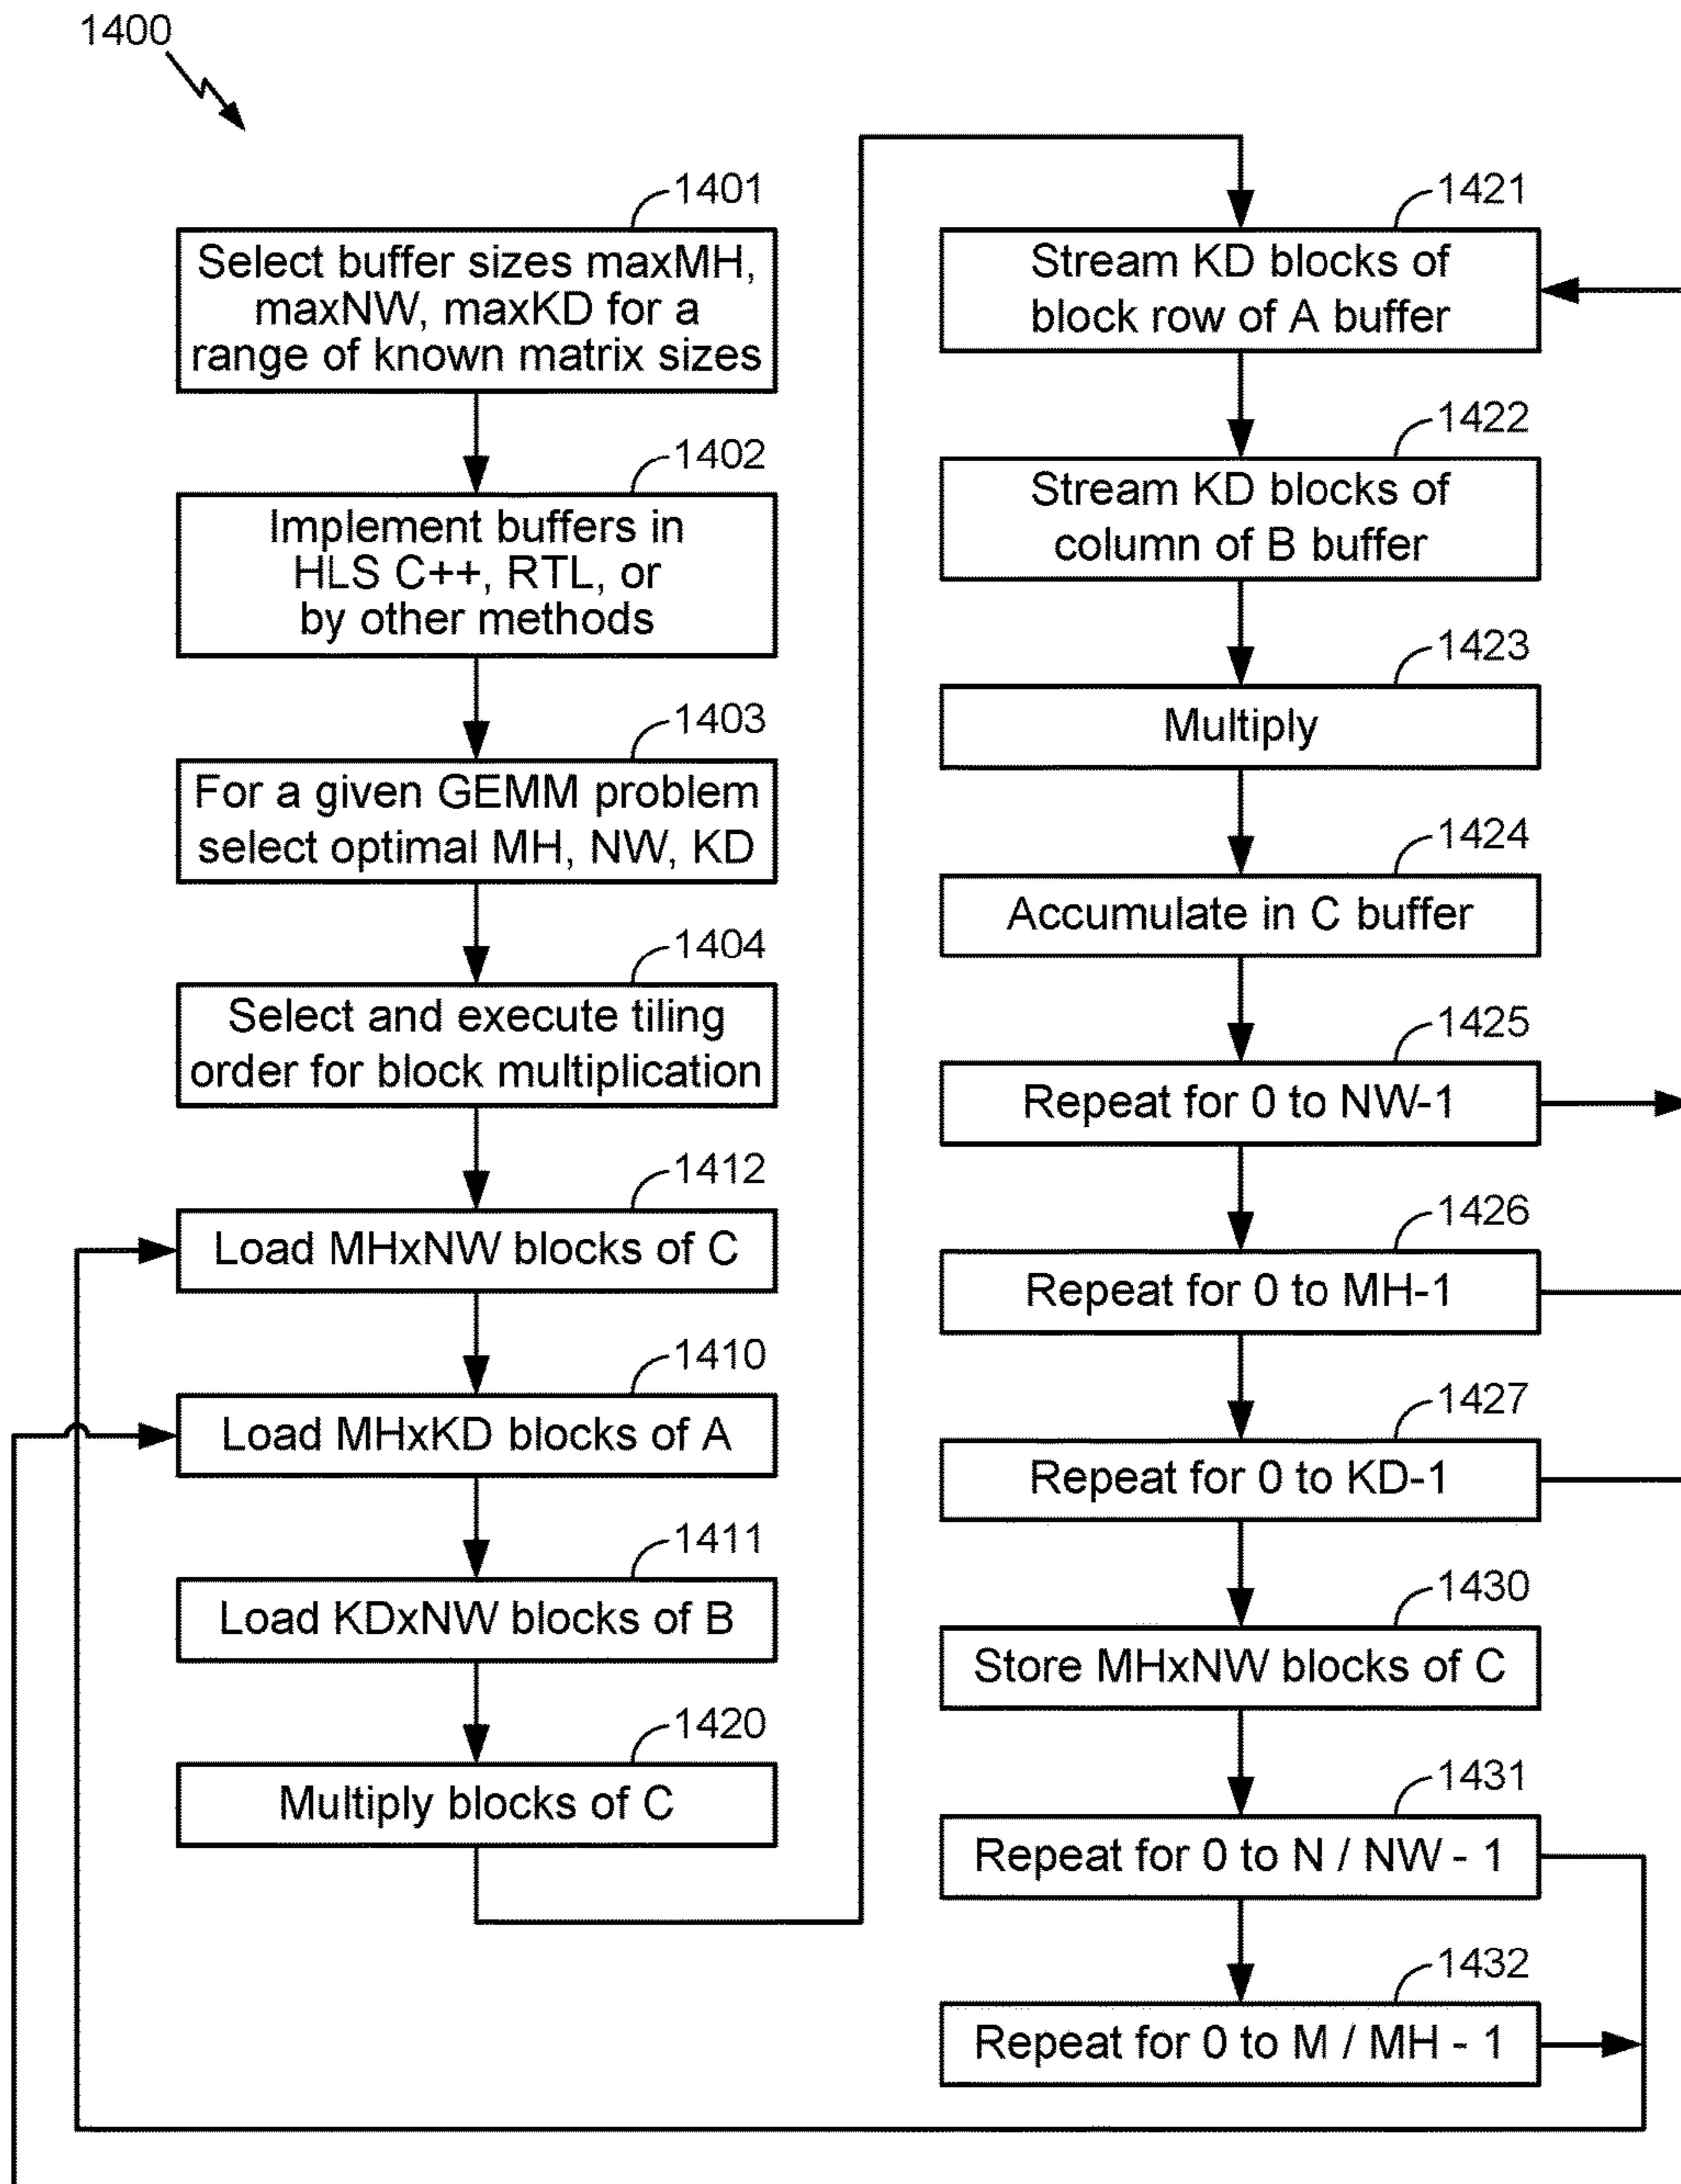 1400
1401
Select buffer sizes maxMH,
maxNW, maxKD for a
range of known matrix sizes
1402
Implement buffers in
HLS C++, RTL, or
by other methods
1403
For a given GEMM problem
select optimal MH, NW, KD
1404
Select and execute tiling
order for block multiplication
1412
Load MHxNW blocks of C
1410
Load MHxKD blocks of A
1411
Load KDxNW blocks of B
1420
Multiply blocks of C
1421
Stream KD blocks of
block row of A buffer
1422
Stream KD blocks of
column of B buffer
1423
Multiply
1424
Accumulate in C buffer
1425
Repeat for 0 to NW-1
1426
Repeat for 0 to MH-1
1427
Repeat for 0 to KD-1
1430
Store MHxNW blocks of C
1431
Repeat for 0 to N / NW - 1
1432
Repeat for 0 to M / MH - 1